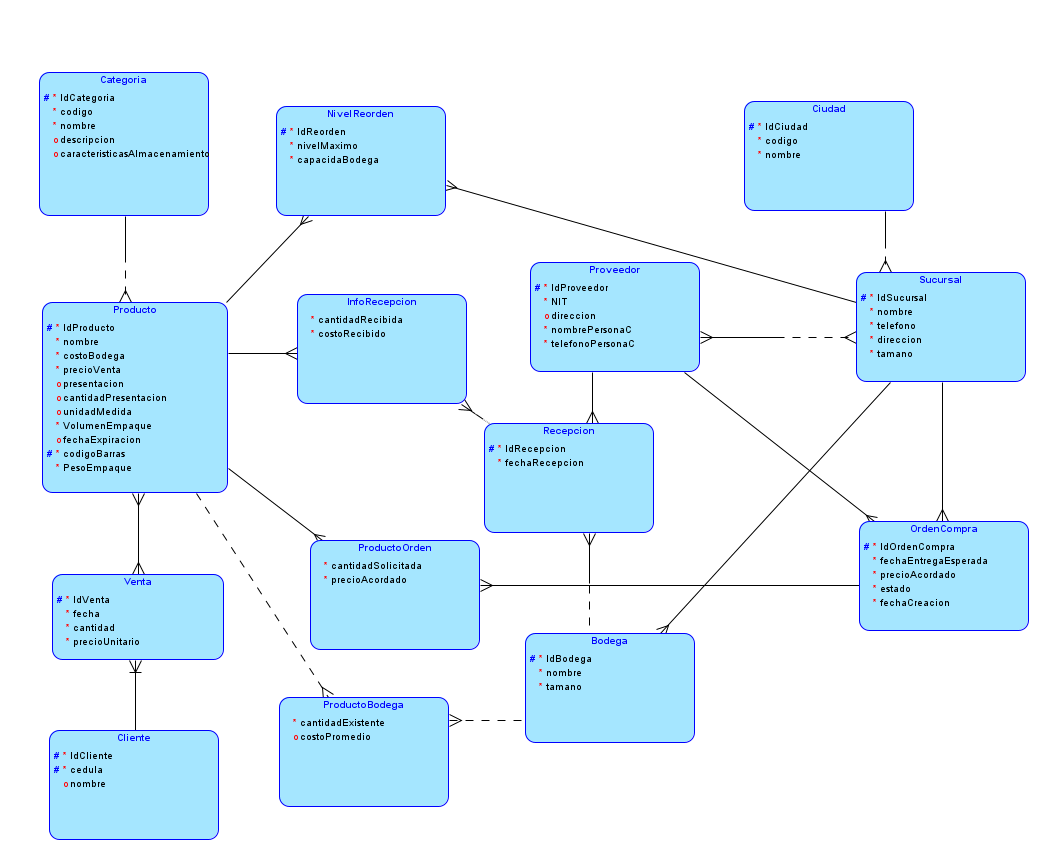 Categoria
# * IdCategoria
* codigo
* nombre
o descripcion
o caracteristicasAlmacenamiento
NivelReorden
# * IdReorden
* nivelMaximo
* capacidaBodega
Ciudad
# * IdCiudad
* codigo
* nombre
Proveedor
# * IdProveedor
* NIT
o direccion
* nombrePersonaC
* telefonoPersonaC
Sucursal
# * IdSucursal
* nombre
* telefono
* direccion
* tamano
Producto
# * IdProducto
* nombre
* costoBodega
* precioVenta
o presentacion
o cantidadPresentacion
o unidadMedida
* VolumenEmpaque
o fechaExpiracion
# * codigoBarras
* PesoEmpaque
InfoRecepcion
* cantidadRecibida
* costoRecibido
Recepcion
# * IdRecepcion
* fechaRecepcion
OrdenCompra
# * IdOrdenCompra
* fechaEntregaEsperada
* precioAcordado
* estado
* fechaCreacion
ProductoOrden
* cantidadSolicitada
* precioAcordado
Venta
# * IdVenta
* fecha
* cantidad
* precioUnitario
Bodega
# * IdBodega
* nombre
* tamano
ProductoBodega
* cantidadExistente
o costoPromedio
Cliente
# * IdCliente
# * cedula
o nombre